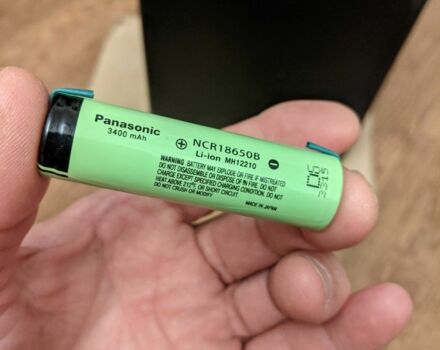 Panasonic
3400 mAh
⊕ NCR18650B ⊖
Li-ion MH12210
WARNING BATTERY MAY EXPLODE OR FIRE IF MISTREATED
DO NOT DISASSEMBLE OR DISPOSE OF IN FIRE. DO NOT
CHARGE EXCEPT SPECIFIED CHARGING CONDITION. DO NOT
HEAT ABOVE 212°F OR SHORT CIRCUIT
DO NOT CRUSH OR MODIFY
MADE IN JAPAN
3315